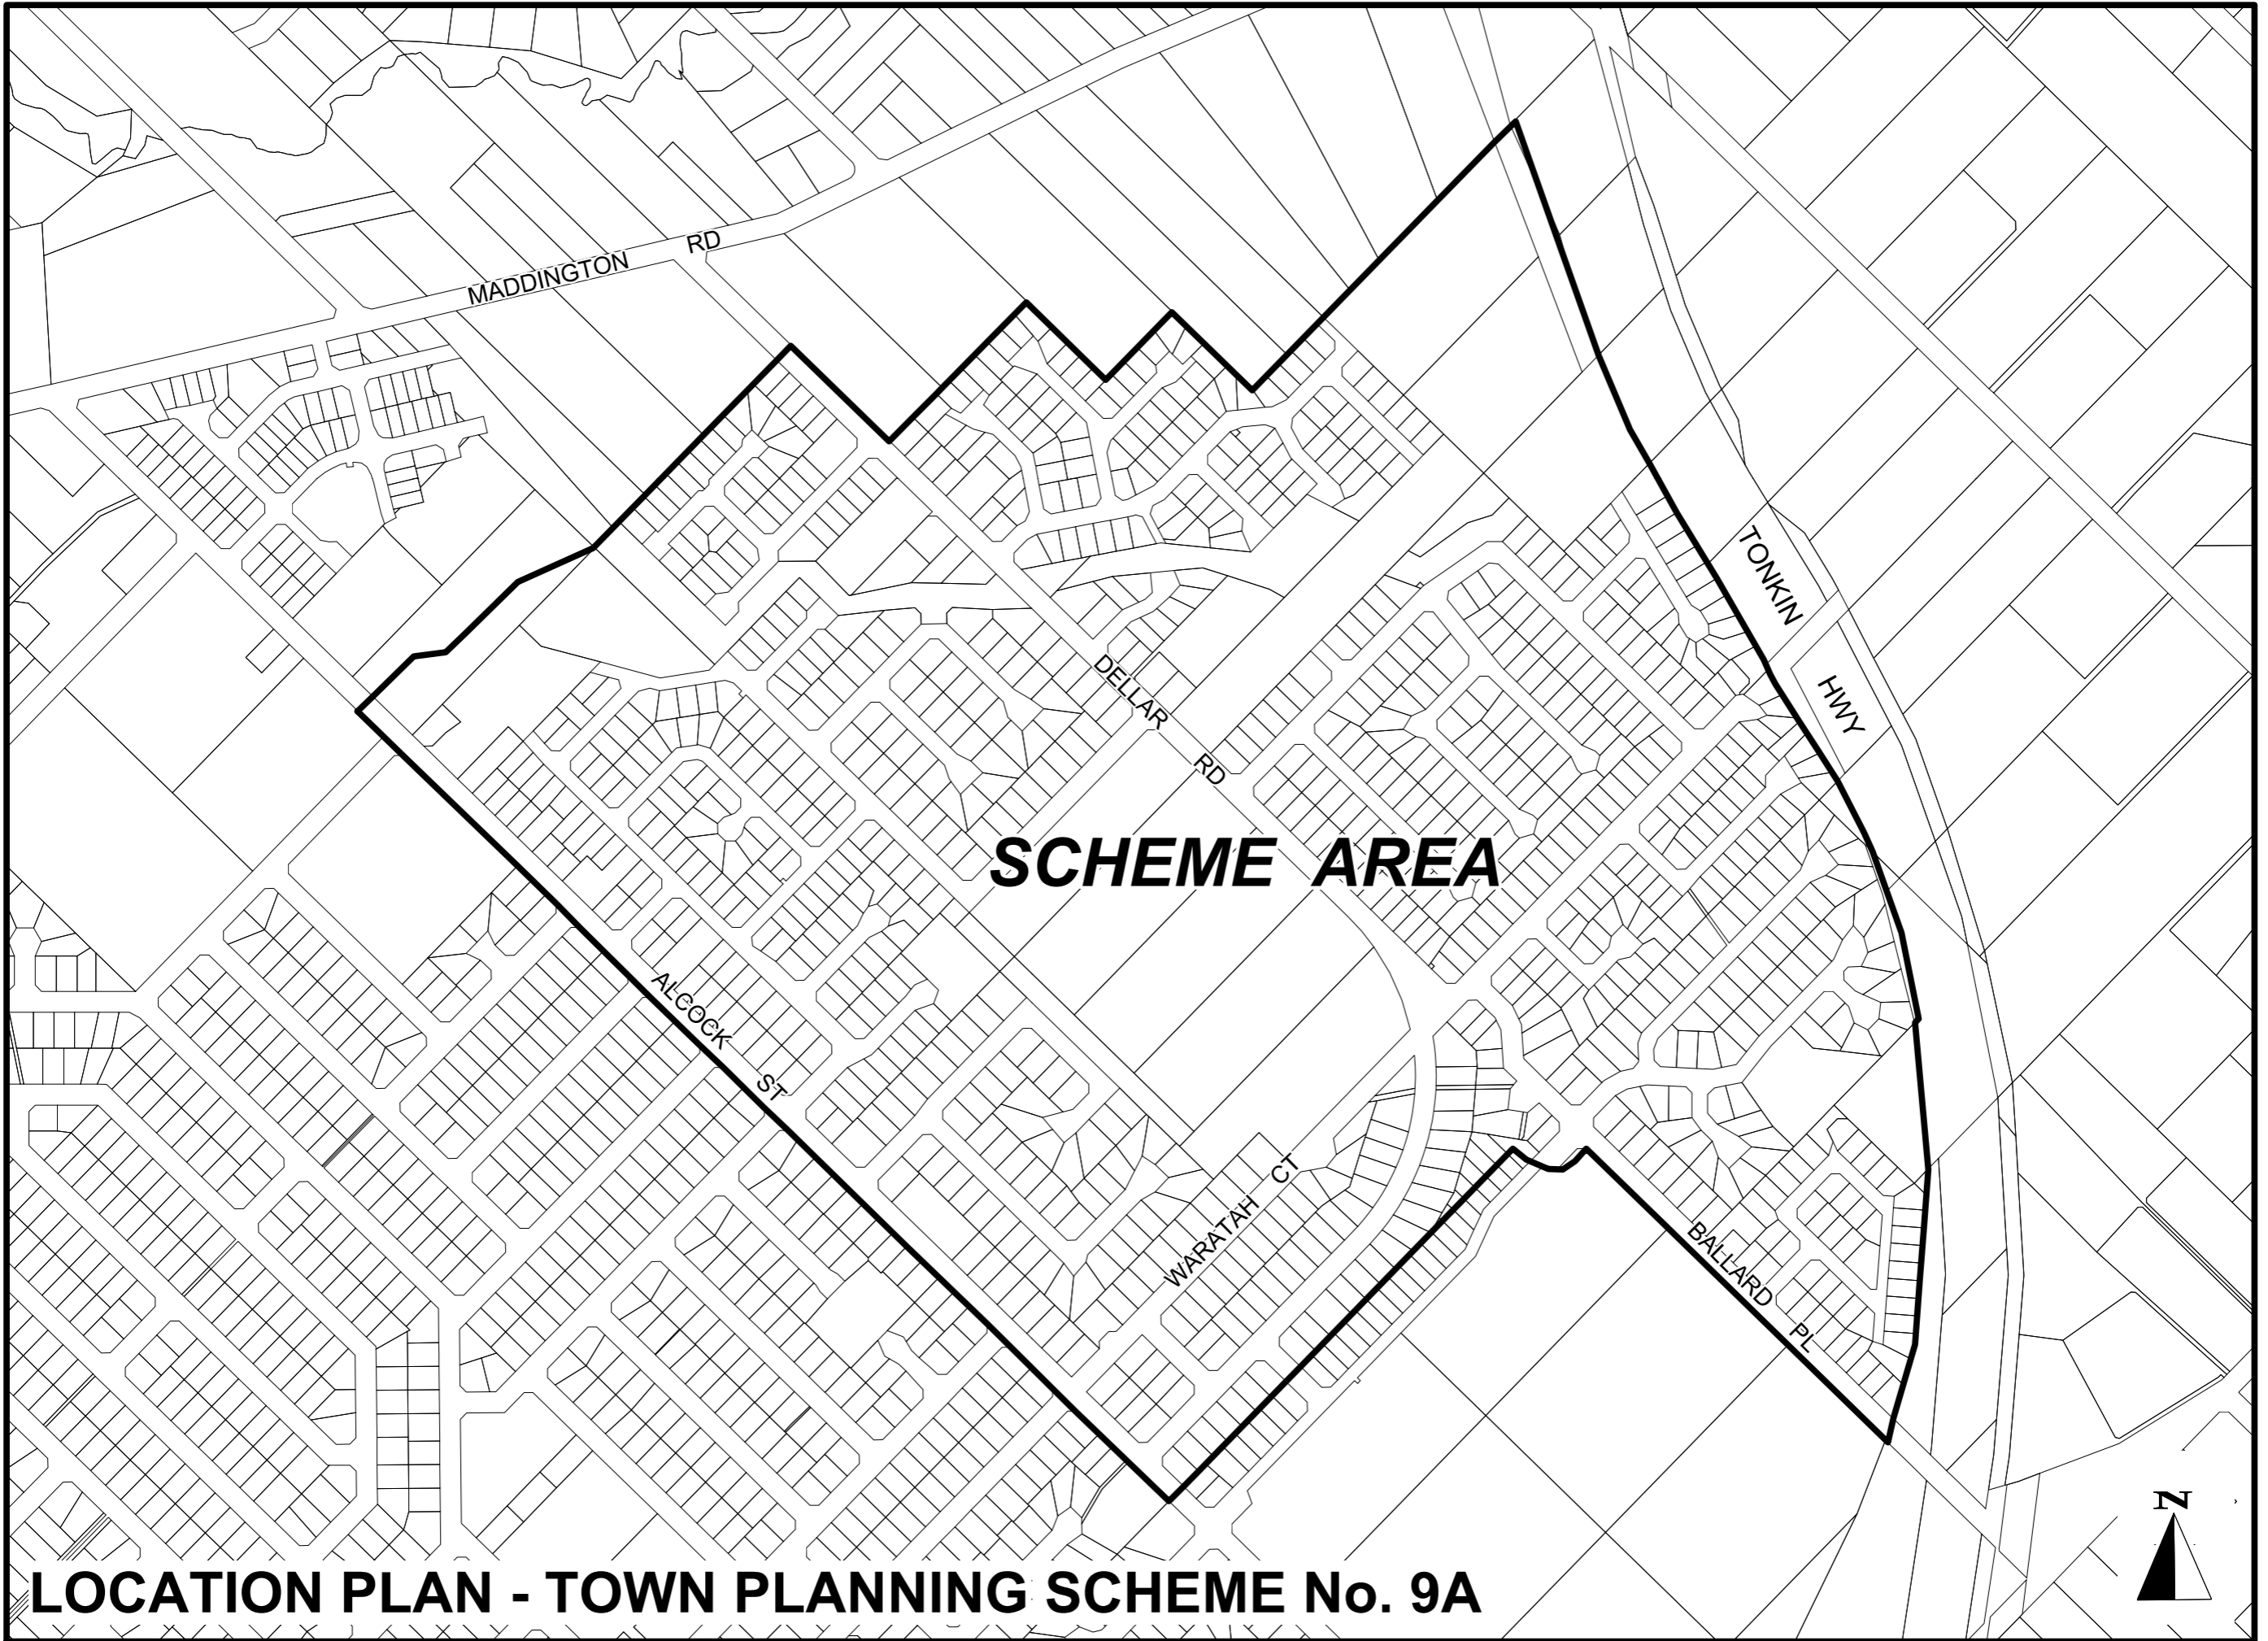 MADDINGTON RD
TONKIN HWY
DELLAR RD
SCHEME AREA
ALCOCK ST
WARATAH CT
BALLARD PL
N
LOCATION PLAN - TOWN PLANNING SCHEME No. 9A